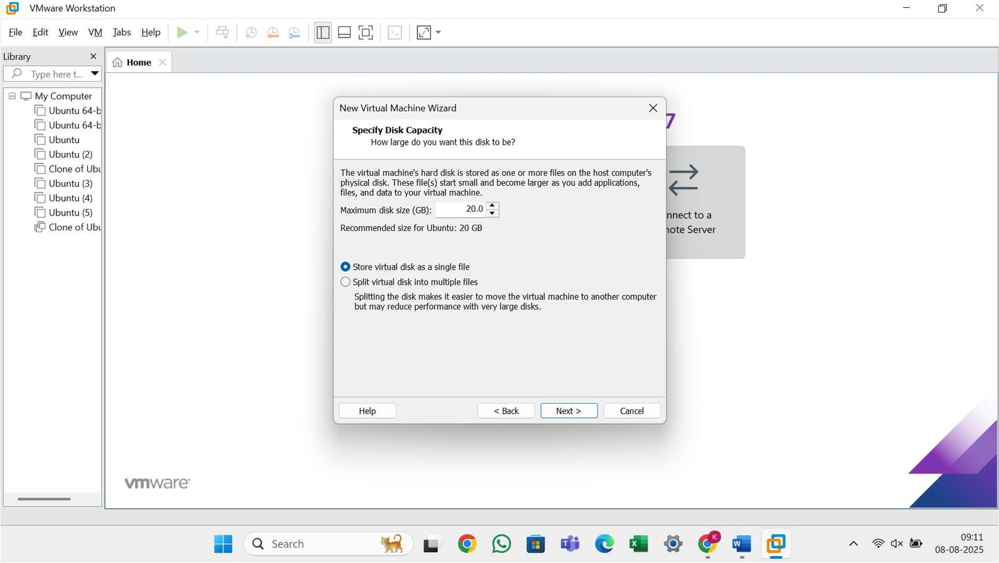 VMware Workstation
File Edit View VM Tabs Help
Library
Home
Type here t...
My Computer
Ubuntu 64-b
Ubuntu 64-b
Ubuntu
Ubuntu (2)
Clone of Ubu
Ubuntu (3)
Ubuntu (4)
Ubuntu (5)
Clone of Ubu
7
nnect to a
ote Server
New Virtual Machine Wizard
Specify Disk Capacity
How large do you want this disk to be?
The virtual machine's hard disk is stored as one or more files on the host computer's
physical disk. These file(s) start small and become larger as you add applications,
files, and data to your virtual machine.
Maximum disk size (GB): 20.0
Recommended size for Ubuntu: 20 GB
Store virtual disk as a single file
Split virtual disk into multiple files
Splitting the disk makes it easier to move the virtual machine to another computer
but may reduce performance with very large disks.
Help < Back Next > Cancel
vmware®
Search
K
09:11
08-08-2025